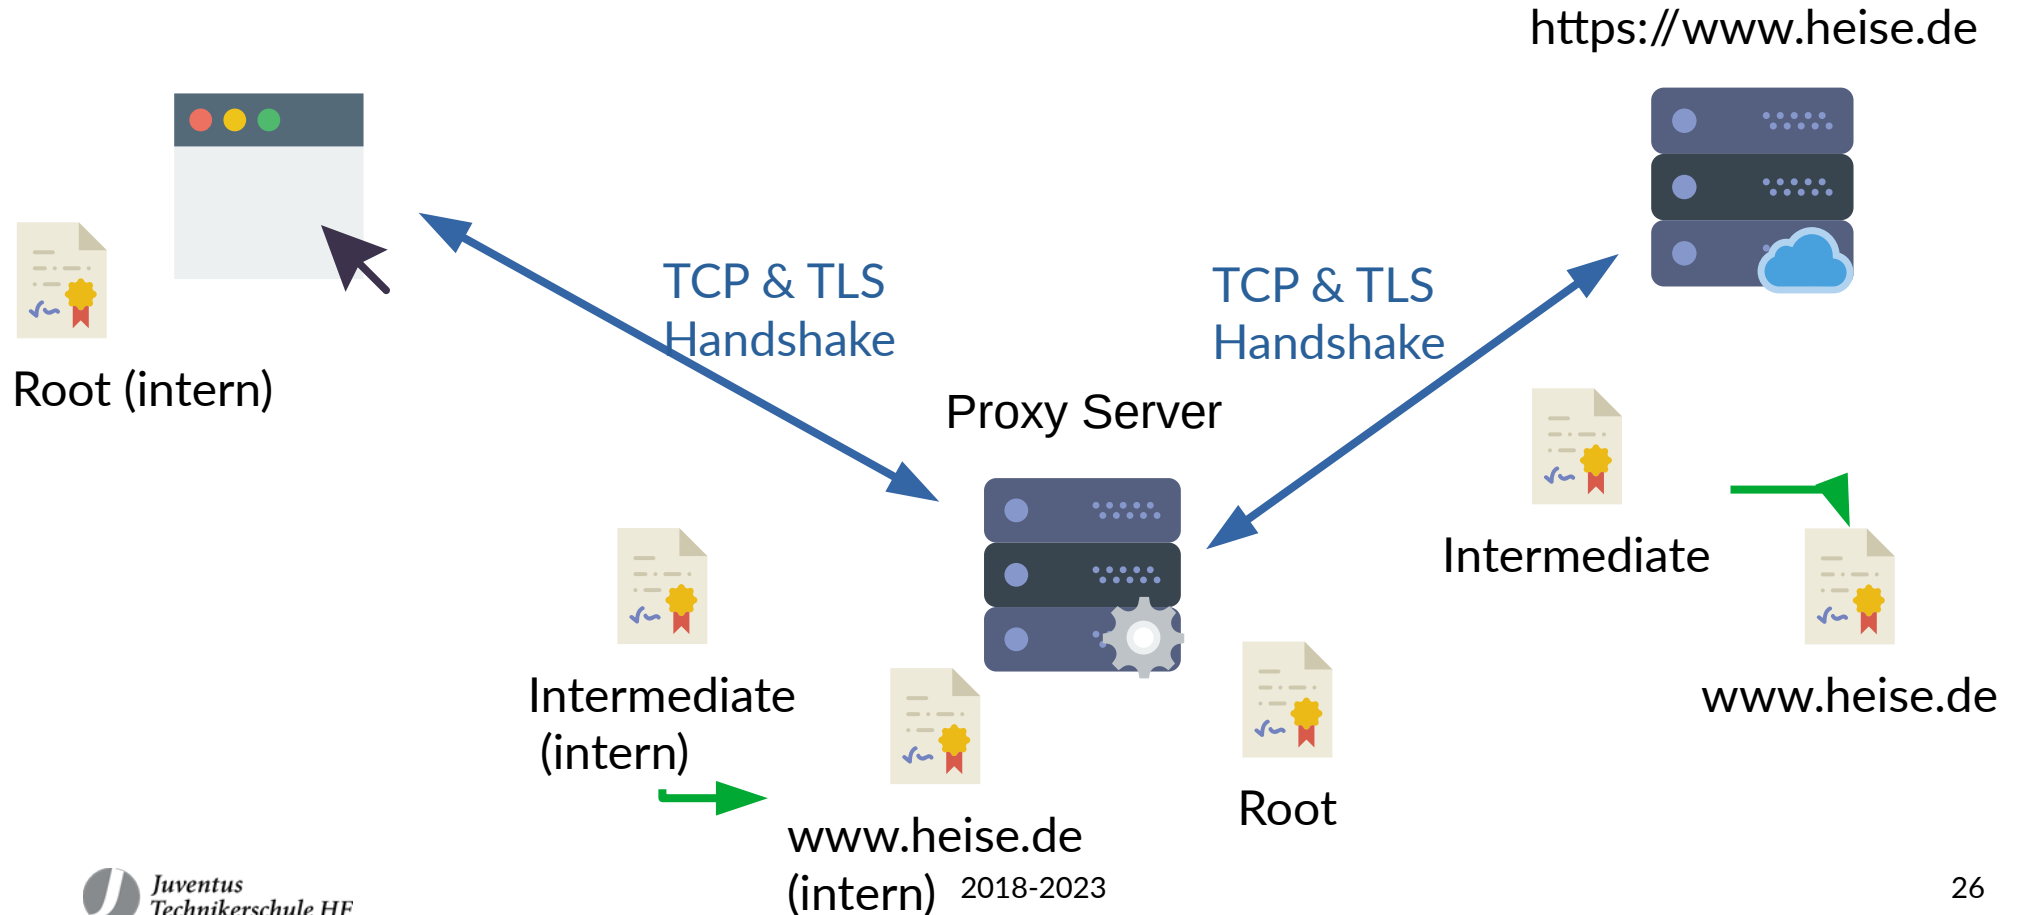 https://www.heise.de
TCP & TLS
Handshake
TCP & TLS
Handshake
Root (intern)
Proxy Server
Intermediate
www.heise.de
Intermediate
(intern)
Root
www.heise.de
(intern)
Juventus
Technikerschule HF
2018-2023
26